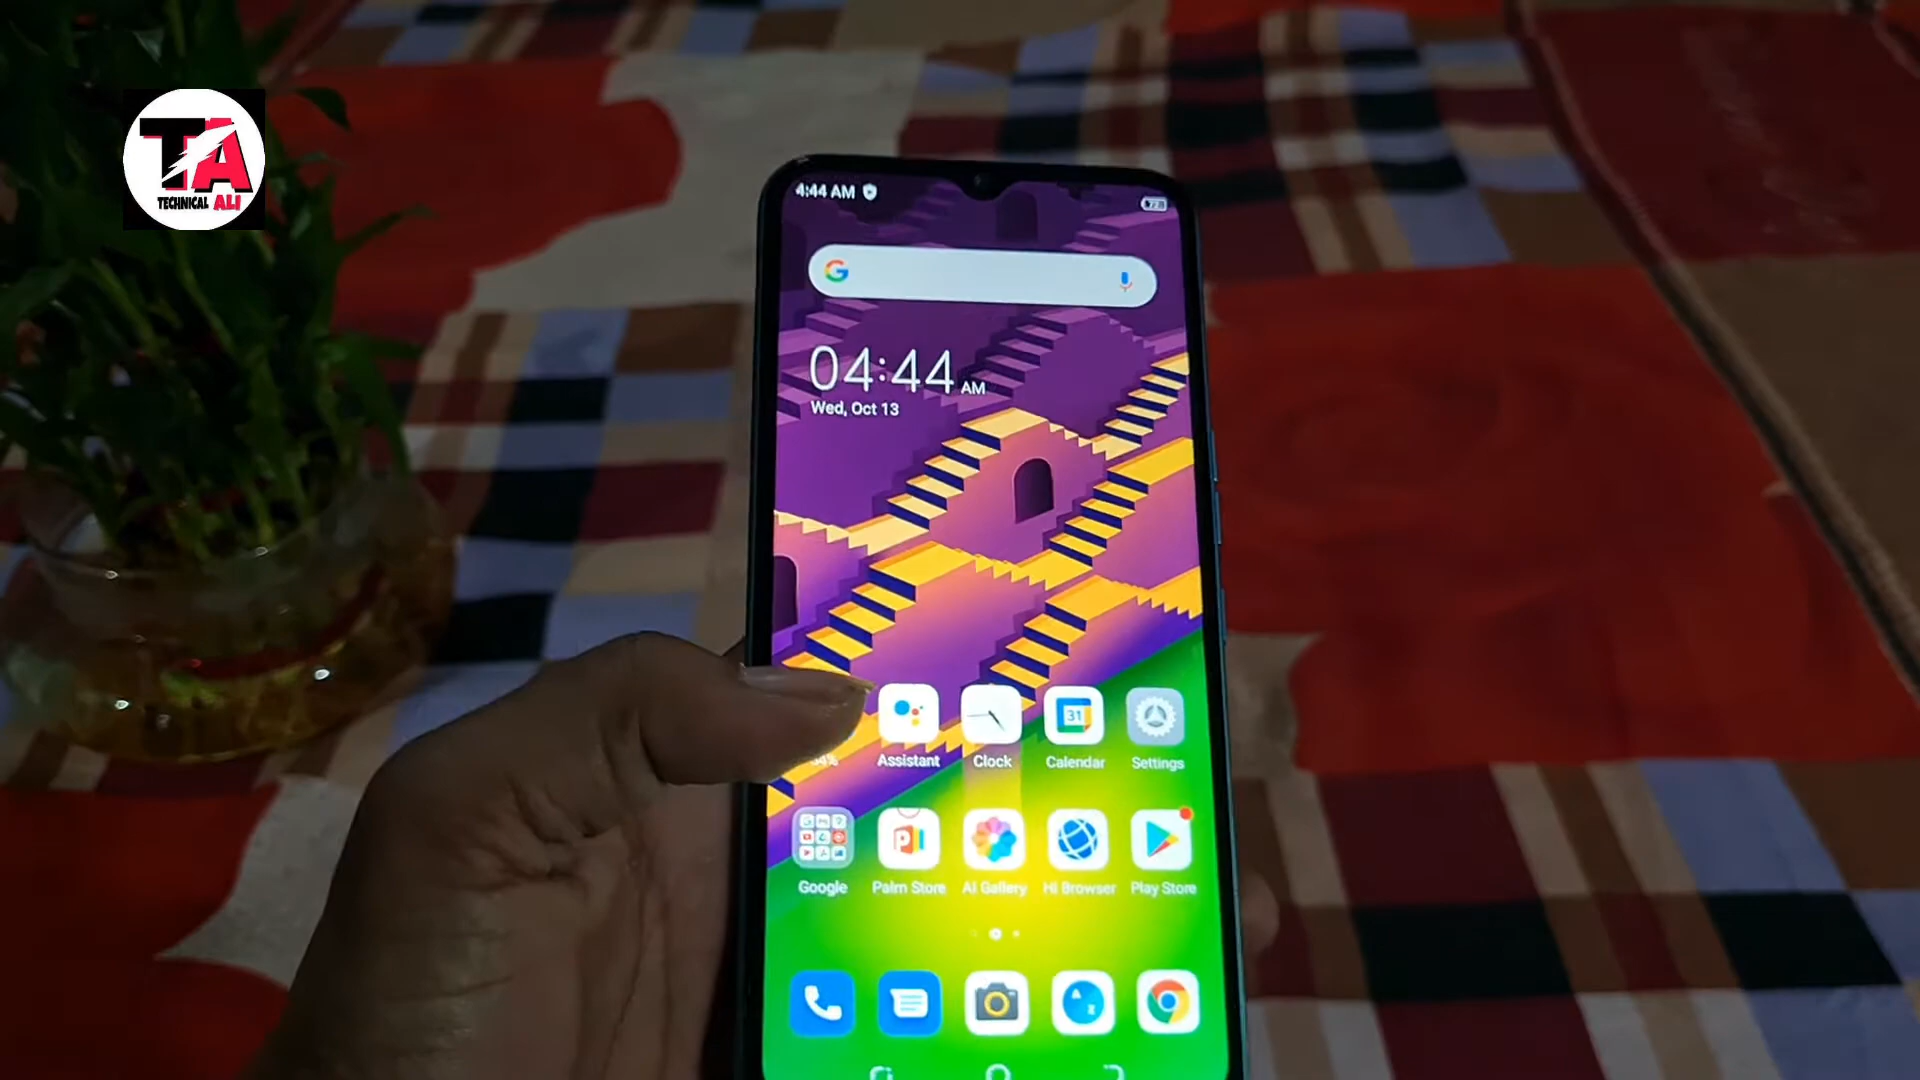 TA
TECHNICAL ALI
4:44 AM
04:44 AM
Wed, Oct 13
Assistant
Clock
Calendar
31
Settings
Google
Palm Store
AI Gallery
Hi Browser
Play Store